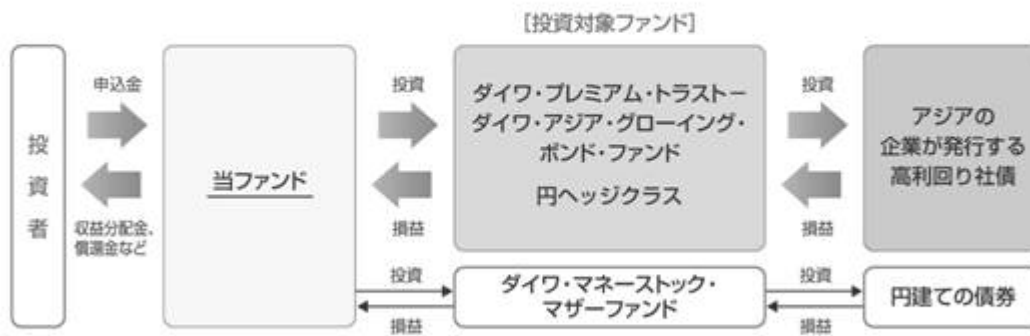 [投資対象ファンド]
投資者
申込金
収益分配金、
償還金など
当ファンド
投資
損益
ダイワ・プレミアム・トラスト－
ダイワ・アジア・グローイング・
ボンド・ファンド
円ヘッジクラス
投資
損益
アジアの
企業が発行する
高利回り社債
投資
損益
ダイワ・マネーストック・
マザーファンド
投資
損益
円建ての債券